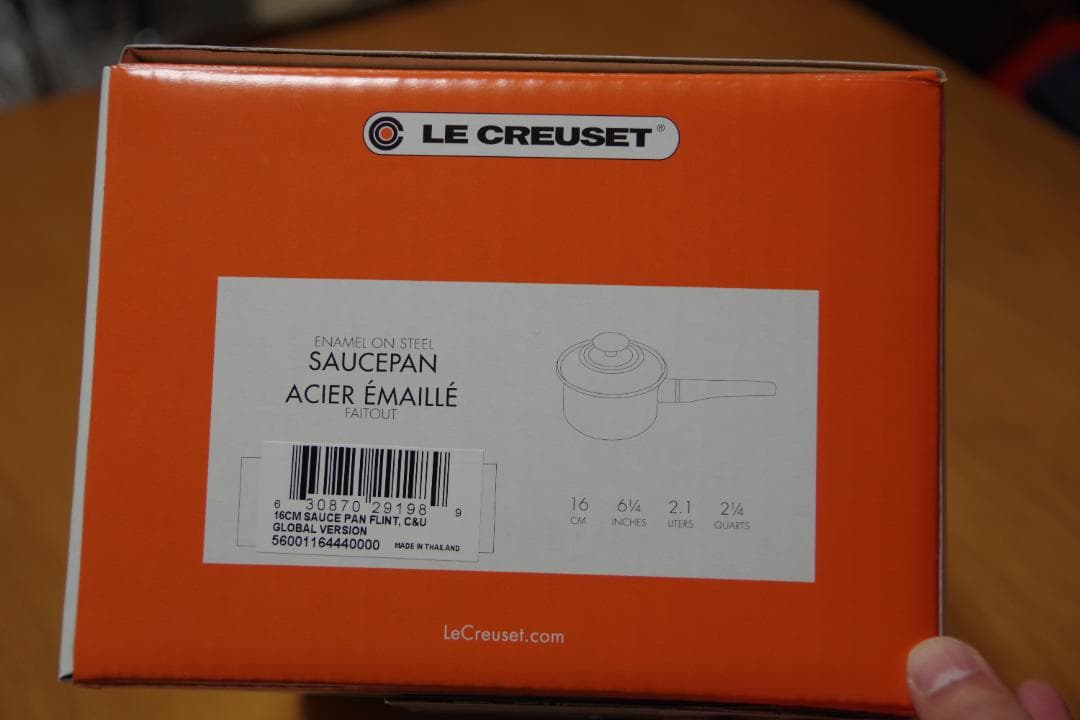 LE CREUSET®
ENAMEL ON STEEL
SAUCEPAN
ACIER ÉMAILLÉ
FAITOUT
6 30870 29198 9
16CM SAUCE PAN FLINT, C&U
GLOBAL VERSION
56001164440000 MADE IN THAILAND
16 6¼ 2.1 2¼
CM INCHES LITERS QUARTS
LeCreuset.com